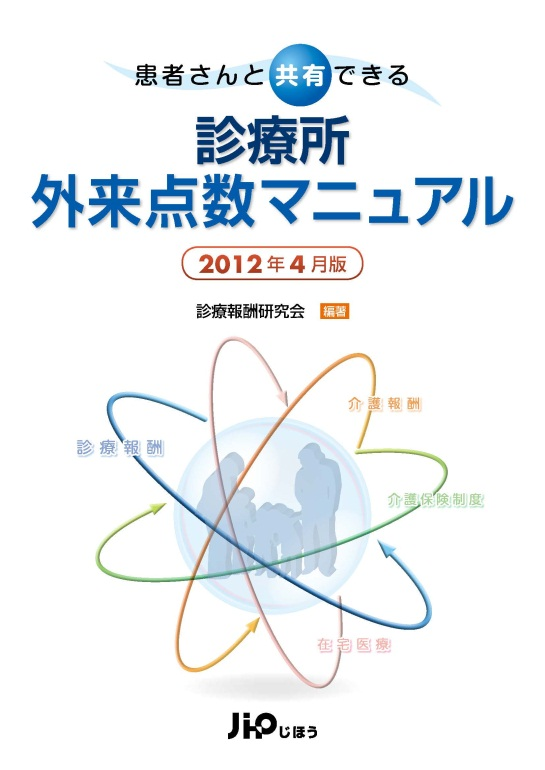 患者さんと共有できる
診療所
外来点数マニュアル
2012年4月版
診療報酬研究会 編著
介護報酬
診療報酬
介護保険制度
在宅医療
JIHO じほう